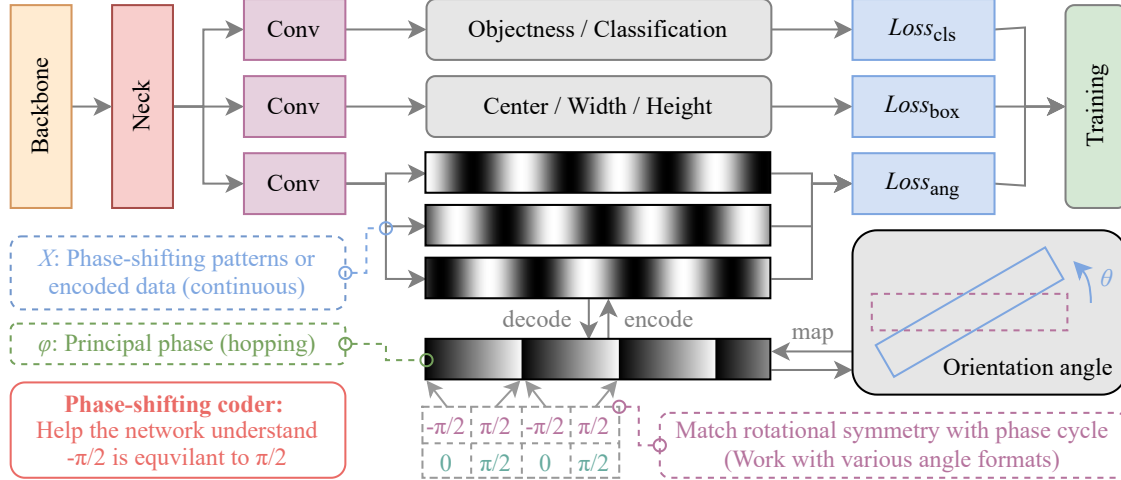 Backbone
Neck
Conv
Objectness / Classification
Loss_cls
Conv
Center / Width / Height
Loss_box
Conv
Loss_ang
Training
X: Phase-shifting patterns or
encoded data (continuous)
decode
encode
θ
φ: Principal phase (hopping)
map
Orientation angle
Phase-shifting coder:
Help the network understand
-π/2 is equvilant to π/2
-π/2 π/2 -π/2 π/2
0 π/2 0 π/2
Match rotational symmetry with phase cycle
(Work with various angle formats)